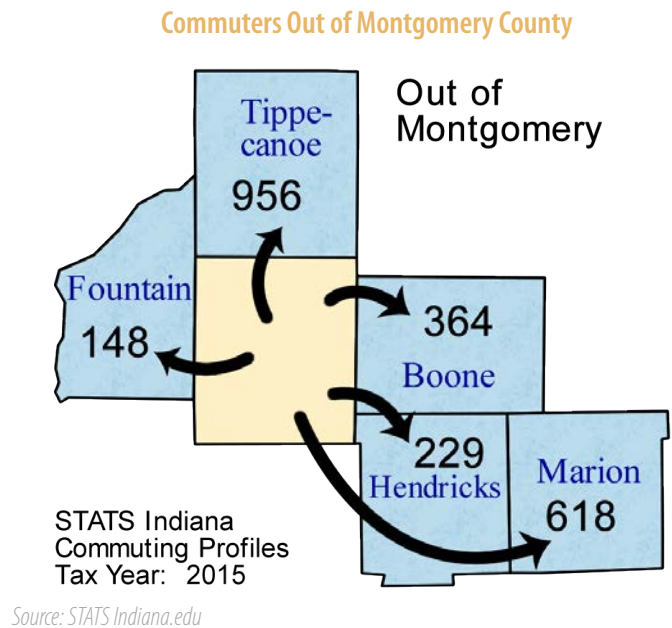 Commuters Out of Montgomery County
Out of
Montgomery
Tippe-
canoe
956
Fountain
148
364
Boone
229
Hendricks
Marion
618
STATS Indiana
Commuting Profiles
Tax Year: 2015
Source: STATS Indiana.edu